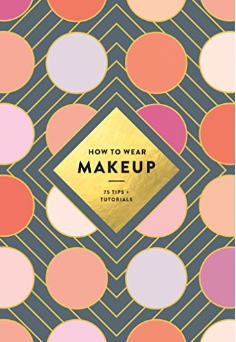 HOW TO WEAR
MAKEUP
75 TIPS +
TUTORIALS